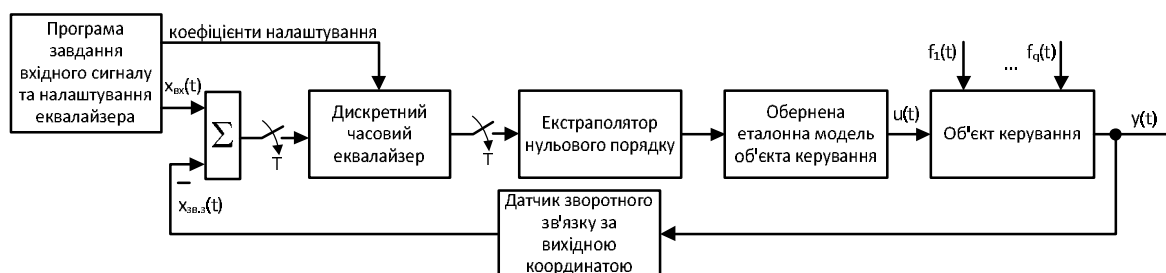 Програма
завдання
вхідного сигналу
та налаштування
еквалайзера
коефіцієнти налаштування
xвх(t)
Σ
T
Дискретний
часовий
еквалайзер
T
Екстраполятор
нульового порядку
Обернена
еталонна модель
об'єкта керування
u(t)
f1(t)
...
fq(t)
Об'єкт керування
y(t)
–
xзв.з(t)
Датчик зворотного
зв'язку за
вихідною
координатою